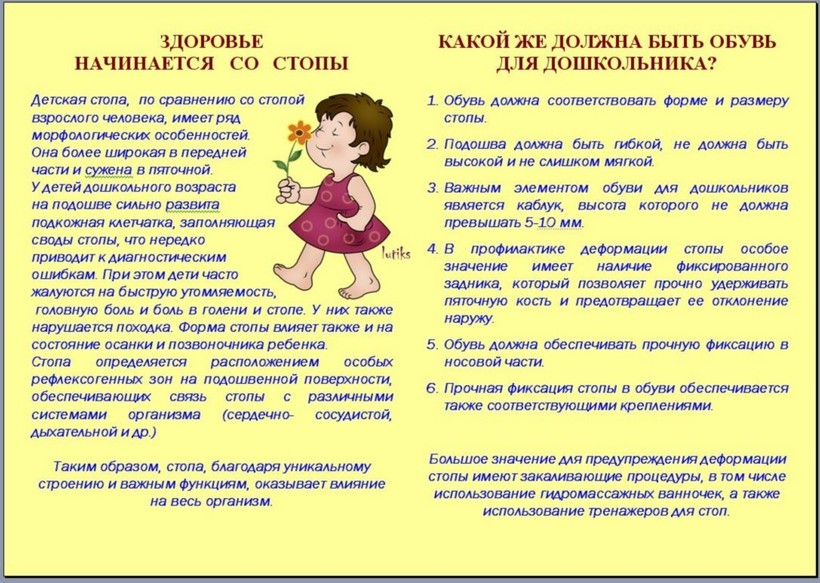 ЗДОРОВЬЕ
НАЧИНАЕТСЯ СО СТОПЫ
Детская стопа, по сравнению со стопой
взрослого человека, имеет ряд
морфологических особенностей.
Она более широкая в передней
части и сужена в пяточной.
У детей дошкольного возраста
на подошве сильно развита
подкожная клетчатка, заполняющая
своды стопы, что нередко
приводит к диагностическим
ошибкам. При этом дети часто
жалуются на быструю утомляемость,
головную боль и боль в голени и стопе. У них также
нарушается походка. Форма стопы влияет также и на
состояние осанки и позвоночника ребенка.
Стопа определяется расположением особых
рефлексогенных зон на подошвенной поверхности,
обеспечивающих связь стопы с различными
системами организма (сердечно- сосудистой,
дыхательной и др.)
Таким образом, стопа, благодаря уникальному
строению и важным функциям, оказывает влияние
на весь организм.
lutiks
КАКОЙ ЖЕ ДОЛЖНА БЫТЬ ОБУВЬ
ДЛЯ ДОШКОЛЬНИКА?
1. Обувь должна соответствовать форме и размеру
стопы.
2. Подошва должна быть гибкой, не должна быть
высокой и не слишком мягкой.
3. Важным элементом обуви для дошкольников
является каблук, высота которого не должна
превышать 5-10 мм.
4. В профилактике деформации стопы особое
значение имеет наличие фиксированного
задника, который позволяет прочно удерживать
пяточную кость и предотвращает ее отклонение
наружу.
5. Обувь должна обеспечивать прочную фиксацию в
носовой части.
6. Прочная фиксация стопы в обуви обеспечивается
также соответствующими креплениями.
Большое значение для предупреждения деформации
стопы имеют закаливающие процедуры, в том числе
использование гидромассажных ванночек, а также
использование тренажеров для стоп.